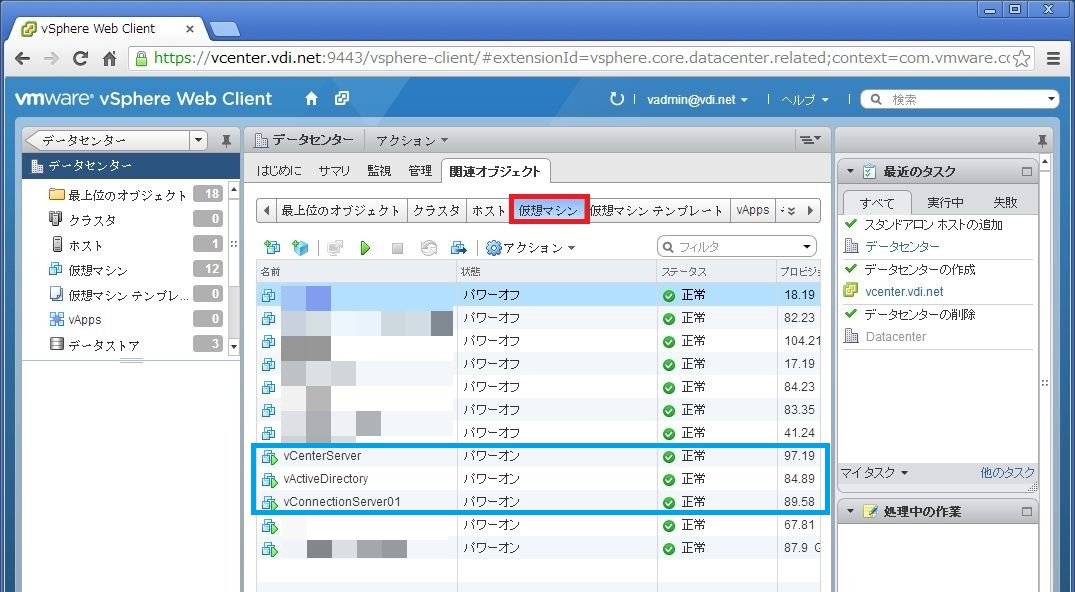 vSphere Web Client
https://vcenter.vdi.net:9443/vsphere-client/#extensionId=vsphere.core.datacenter.related;context=com.vmware.co
vmware® vSphere Web Client
vadmin@vdi.net
ヘルプ
検索
データセンター
データセンター
最上位のオブジェクト 18
クラスタ 0
ホスト 1
仮想マシン 12
仮想マシン テンプレ... 0
vApps 0
データストア 3
データセンター アクション
はじめに サマリ 監視 管理 関連オブジェクト
最上位のオブジェクト クラスタ ホスト 仮想マシン 仮想マシン テンプレート vApps
アクション
フィルタ
名前 状態 ステータス プロビジョ
パワーオフ 正常 18.19
パワーオフ 正常 82.23
パワーオフ 正常 104.21
パワーオフ 正常 17.19
パワーオフ 正常 84.23
パワーオフ 正常 83.35
パワーオフ 正常 41.24
vCenterServer パワーオン 正常 97.19
vActiveDirectory パワーオン 正常 84.89
vConnectionServer01 パワーオン 正常 89.58
パワーオン 正常 67.81
パワーオン 正常 87.9 G
最近のタスク
すべて 実行中 失敗
スタンドアロン ホストの追加
データセンター
データセンターの作成
vcenter.vdi.net
データセンターの削除
Datacenter
マイ タスク 他のタスク
処理中の作業